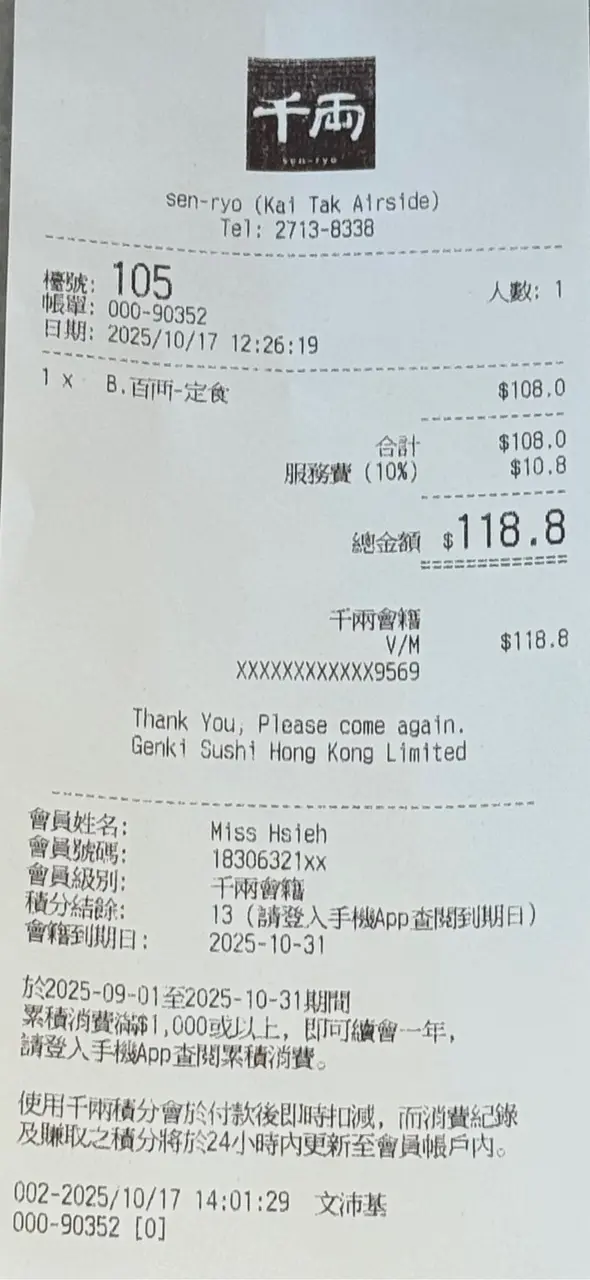 千両
sen-ryo
sen-ryo (Kai Tak Airside)
Tel: 2713-8338
檯號: 105 人數: 1
帳單: 000-90352
日期: 2025/10/17 12:26:19
1 x B.百両-定食 $108.0
合計 $108.0
服務費 (10%) $10.8
總金額 $118.8
千兩會籍
V/M $118.8
XXXXXXXXXXXX9569
Thank You, Please come again.
Genki Sushi Hong Kong Limited
會員姓名: Miss Hsieh
會員號碼: 18306321xx
會員級別: 千兩會籍
積分結餘: 13 (請登入手機App查閱到期日)
會籍到期日: 2025-10-31
於2025-09-01至2025-10-31期間
累積消費滿$1,000或以上，即可續會一年，
請登入手機App查閱累積消費。
使用千兩積分會於付款後即時扣減，而消費紀錄
及賺取之積分將於24小時內更新至會員帳戶內。
002-2025/10/17 14:01:29 文沛基
000-90352 [0]